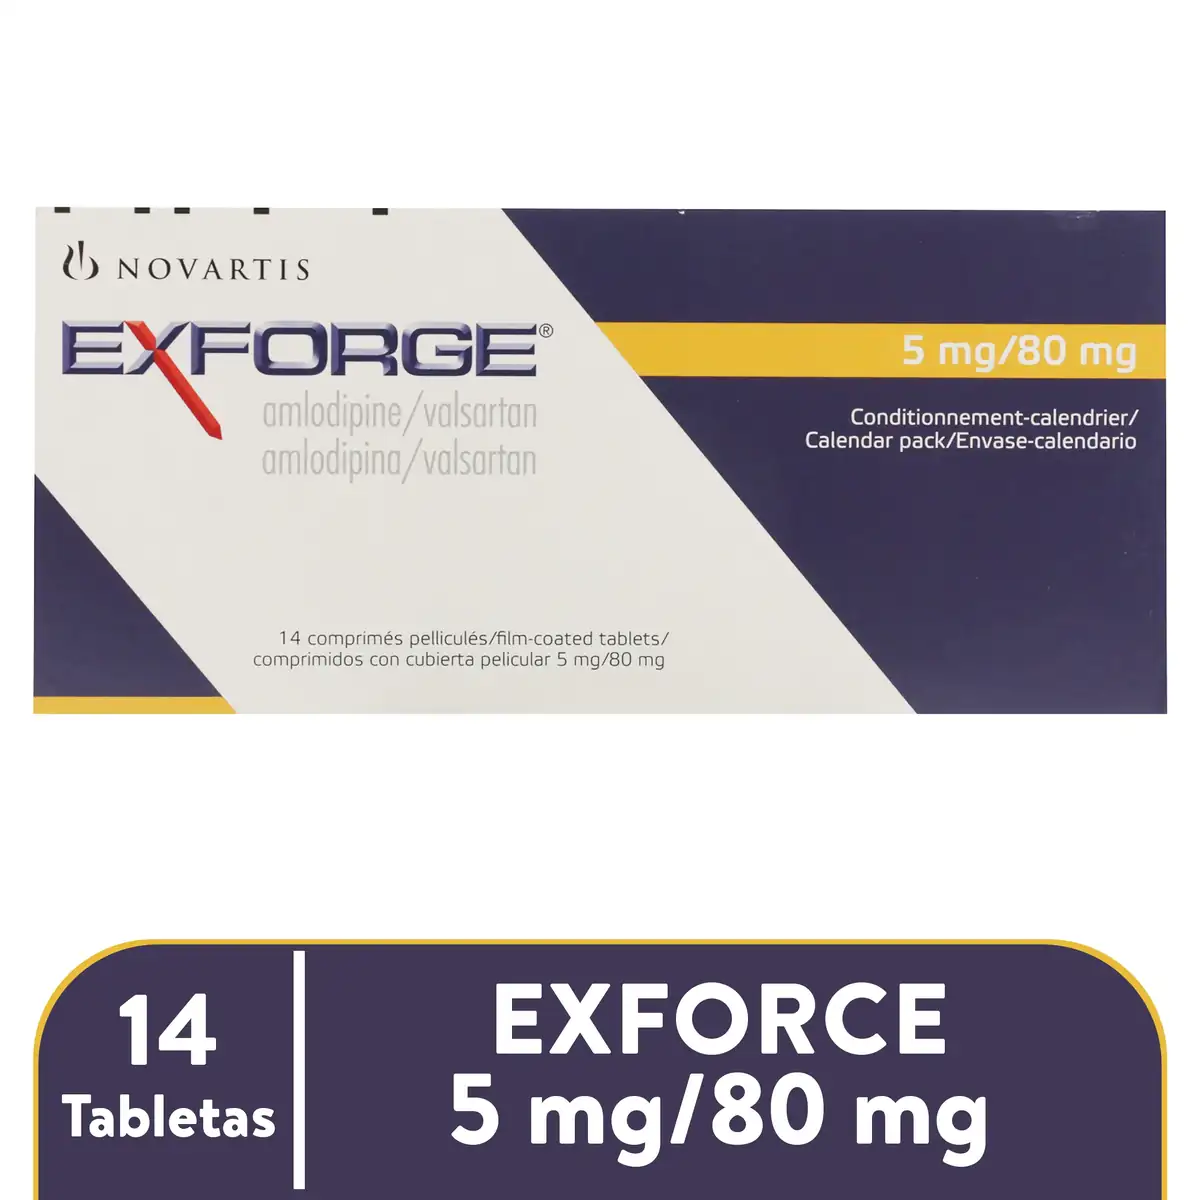 NOVARTIS
EXFORGE®
amlodipine/valsartan
amlodipina/valsartan
5 mg/80 mg
Conditionnement-calendrier/
Calendar pack/Envase-calendario
14 comprimés pelliculés/film-coated tablets/
comprimidos con cubierta pelicular 5 mg/80 mg
14
Tabletas
EXFORCE
5 mg/80 mg